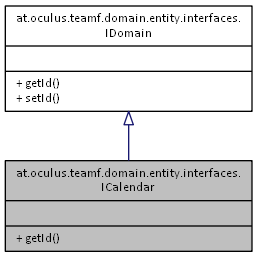 at.oculus.teamf.domain.entity.interfaces.
IDomain
+ getId()
+ setId()
at.oculus.teamf.domain.entity.interfaces.
ICalendar
+ getId()